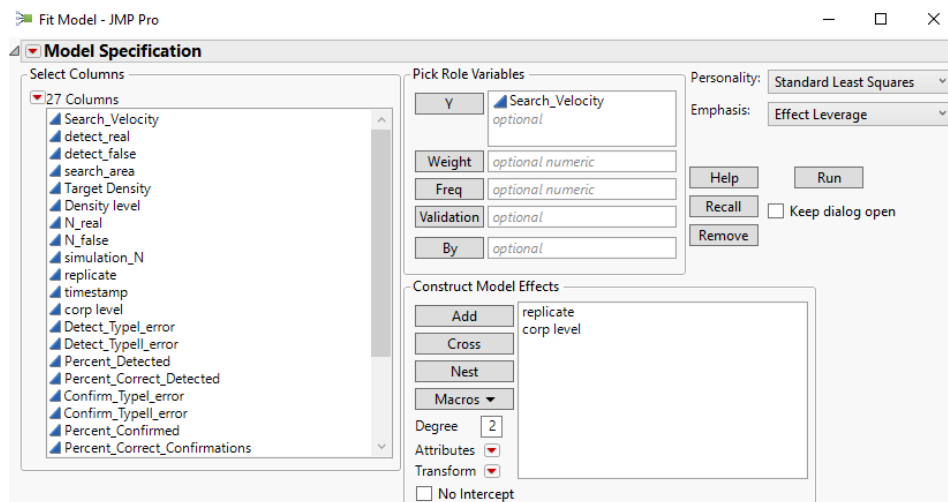 Fit Model - JMP Pro
Model Specification
Select Columns
27 Columns
Search_Velocity
detect_real
detect_false
search_area
Target Density
Density level
N_real
N_false
simulation_N
replicate
timestamp
corp level
Detect_TypeI_error
Detect_TypeII_error
Percent_Detected
Percent_Correct_Detected
Confirm_TypeI_error
Confirm_TypeII_error
Percent_Confirmed
Percent_Correct_Confirmations
Pick Role Variables
Y Search_Velocity
optional
Weight optional numeric
Freq optional numeric
Validation optional
By optional
Personality: Standard Least Squares
Emphasis: Effect Leverage
Help Run
Recall Keep dialog open
Remove
Construct Model Effects
Add
Cross
Nest
Macros
Degree 2
Attributes
Transform
No Intercept
replicate
corp level